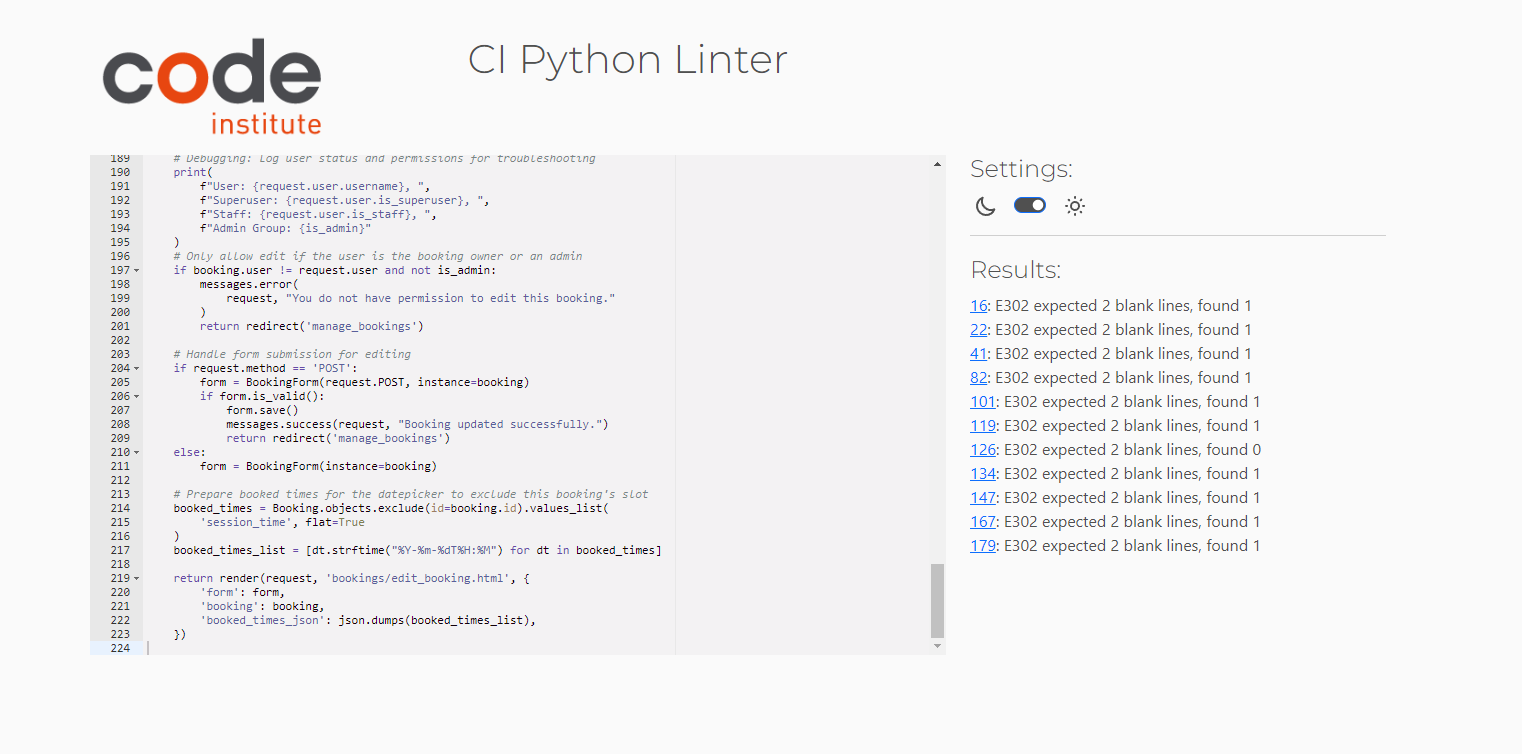 code
institute
CI Python Linter
189 # Debugging: Log user status and permissions for troubleshooting
190 print(
191 f"User: {request.user.username}, ",
192 f"Superuser: {request.user.is_superuser}, ",
193 f"Staff: {request.user.is_staff}, ",
194 f"Admin Group: {is_admin}"
195 )
196 # Only allow edit if the user is the booking owner or an admin
197 if booking.user != request.user and not is_admin:
198 messages.error(
199 request, "You do not have permission to edit this booking."
200 )
201 return redirect('manage_bookings')
202
203 # Handle form submission for editing
204 if request.method == 'POST':
205 form = BookingForm(request.POST, instance=booking)
206 if form.is_valid():
207 form.save()
208 messages.success(request, "Booking updated successfully.")
209 return redirect('manage_bookings')
210 else:
211 form = BookingForm(instance=booking)
212
213 # Prepare booked times for the datepicker to exclude this booking's slot
214 booked_times = Booking.objects.exclude(id=booking.id).values_list(
215 'session_time', flat=True
216 )
217 booked_times_list = [dt.strftime("%Y-%m-%dT%H:%M") for dt in booked_times]
218
219 return render(request, 'bookings/edit_booking.html', {
220 'form': form,
221 'booking': booking,
222 'booked_times_json': json.dumps(booked_times_list),
223 })
224
Settings:
Results:
16: E302 expected 2 blank lines, found 1
22: E302 expected 2 blank lines, found 1
41: E302 expected 2 blank lines, found 1
82: E302 expected 2 blank lines, found 1
101: E302 expected 2 blank lines, found 1
119: E302 expected 2 blank lines, found 1
126: E302 expected 2 blank lines, found 0
134: E302 expected 2 blank lines, found 1
147: E302 expected 2 blank lines, found 1
167: E302 expected 2 blank lines, found 1
179: E302 expected 2 blank lines, found 1